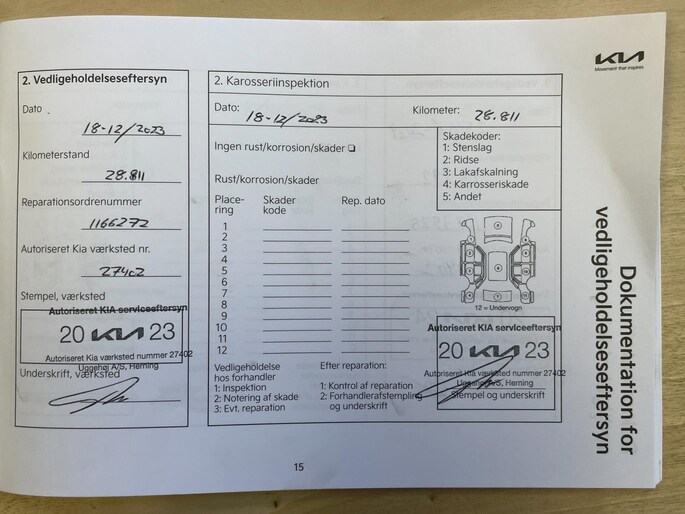 KIA
Movement that inspires
Dokumentation for
vedligeholdelseseftersyn
2. Vedligeholdelseseftersyn
Dato
18-12/2023
Kilometerstand
28.811
Reparationsordrenummer
1166272
Autoriseret Kia værksted nr.
27402
Stempel, værksted
Autoriseret KIA serviceeftersyn
20 KIA 23
Autoriseret Kia værksted nummer 27402
Uggehøj A/S, Herning
Underskrift, værksted
2. Karosseriinspektion
Dato: 18-12/2023 Kilometer: 28.811
Ingen rust/korrosion/skader
Rust/korrosion/skader
Skadekoder:
1: Stenslag
2: Ridse
3: Lakafskalning
4: Karrosseriskade
5: Andet
Place- Skader Rep. dato
ring kode
1
2
3
4
5
6
7
8
9
10
11
12
12 = Undervogn
Vedligeholdelse
hos forhandler
1: Inspektion
2: Notering af skade
3: Evt. reparation
Efter reparation:
1: Kontrol af reparation
2: Forhandlerafstempling
og underskrift
Autoriseret KIA serviceeftersyn
20 KIA 23
Autoriseret Kia værksted nummer 27402
Uggehøj A/S, Herning
Stempel og underskrift
15